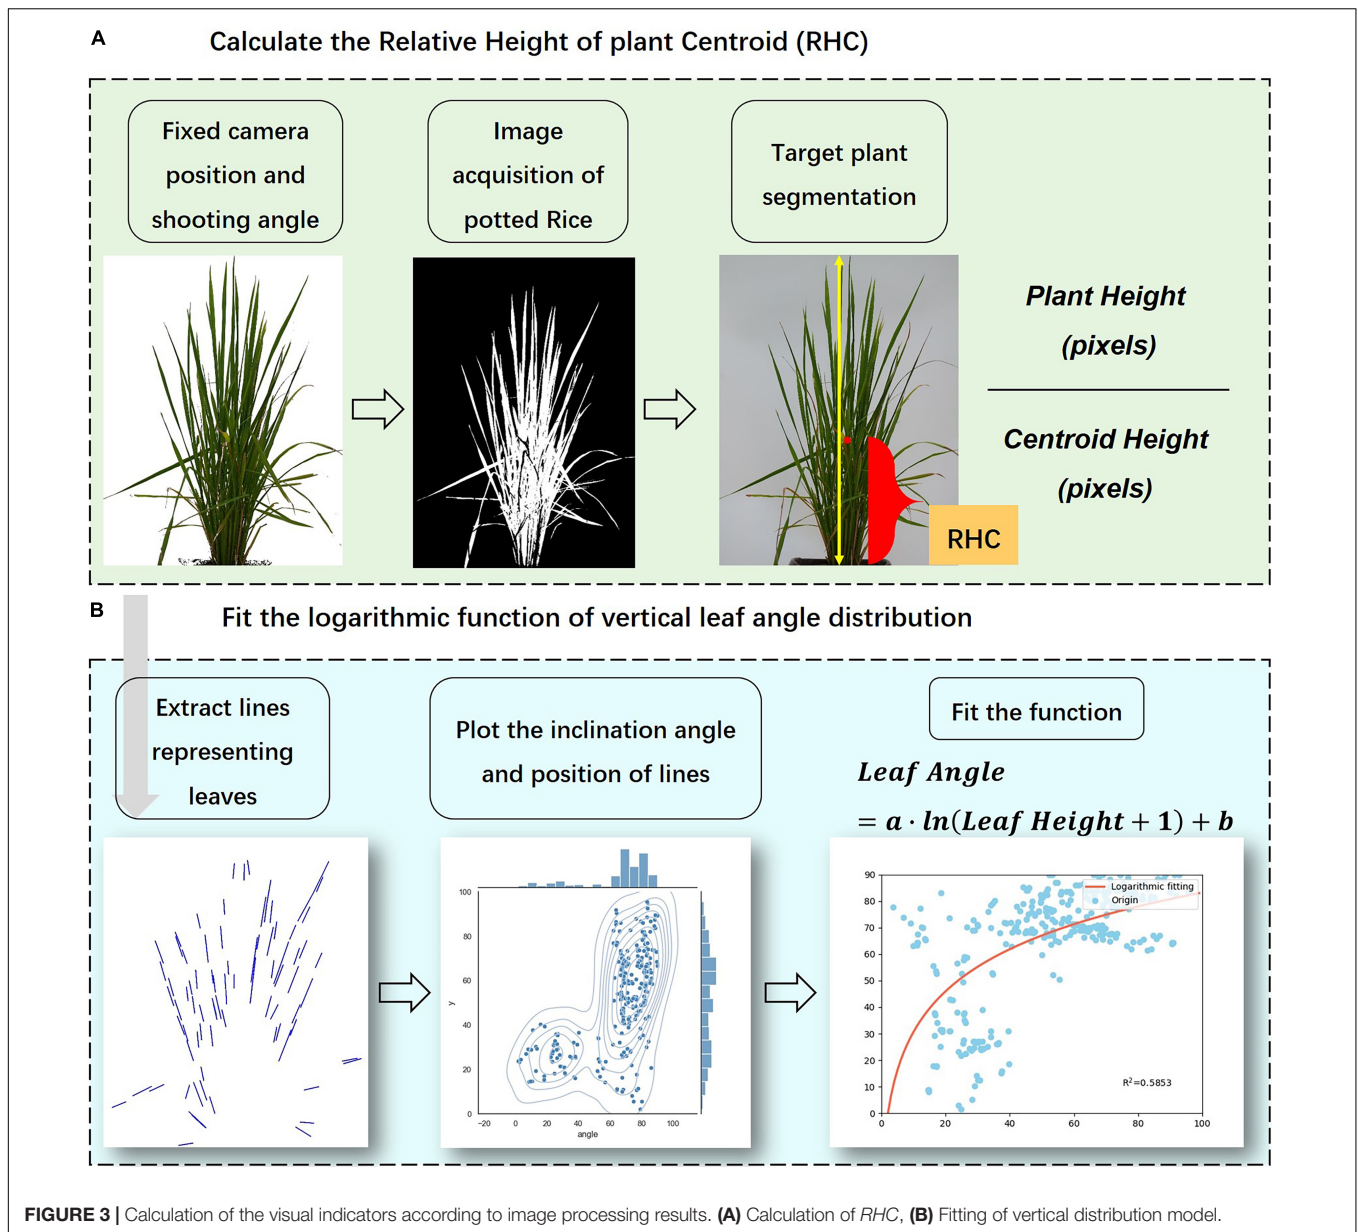 A
Calculate the Relative Height of plant Centroid (RHC)
Fixed camera
position and
shooting angle
Image
acquisition of
potted Rice
Target plant
segmentation
Plant Height
(pixels)
Centroid Height
(pixels)
RHC
B
Fit the logarithmic function of vertical leaf angle distribution
Extract lines
representing
leaves
Plot the inclination angle
and position of lines
Fit the function
Leaf Angle
= a · ln(Leaf Height + 1) + b
100
80
60
40
20
0
y
−20 0 20 40 60 80 100
angle
90
80
70
60
50
40
30
20
10
0
Logarithmic fitting
Origin
R²=0.5853
0 20 40 60 80 100
FIGURE 3 | Calculation of the visual indicators according to image processing results. (A) Calculation of RHC, (B) Fitting of vertical distribution model.